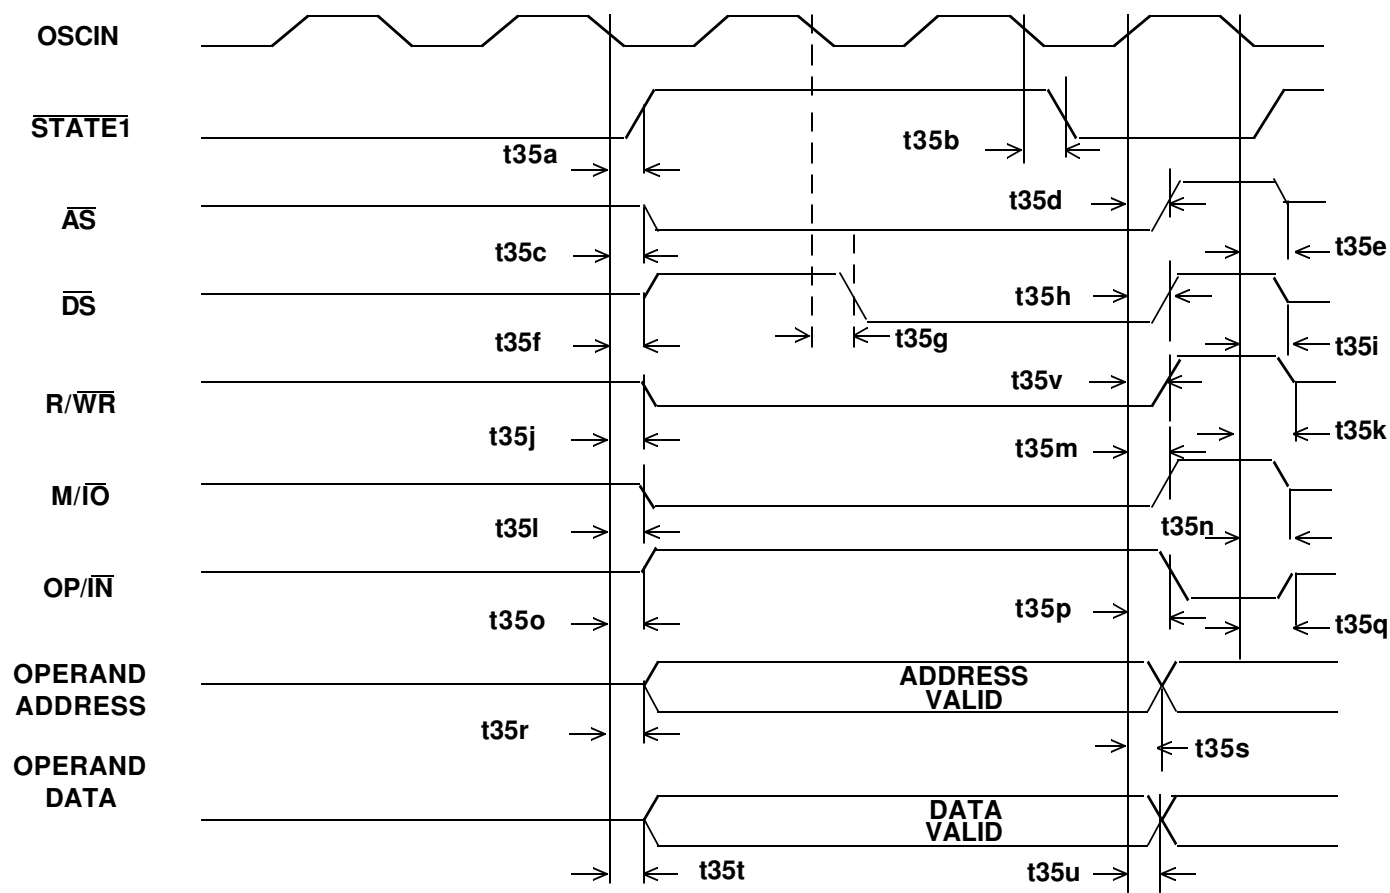 OSCIN
STATE1
t35b
t35a
t35d
AS
t35c
t35e
t35h
DS
t35f
t35g
t35i
t35v
R/WR
t35j
t35k
t35m
M/IO
t35l
t35n
OP/IN
t35o
t35p
t35q
OPERAND
ADDRESS
ADDRESS
VALID
t35r
t35s
OPERAND
DATA
DATA
VALID
t35t
t35u